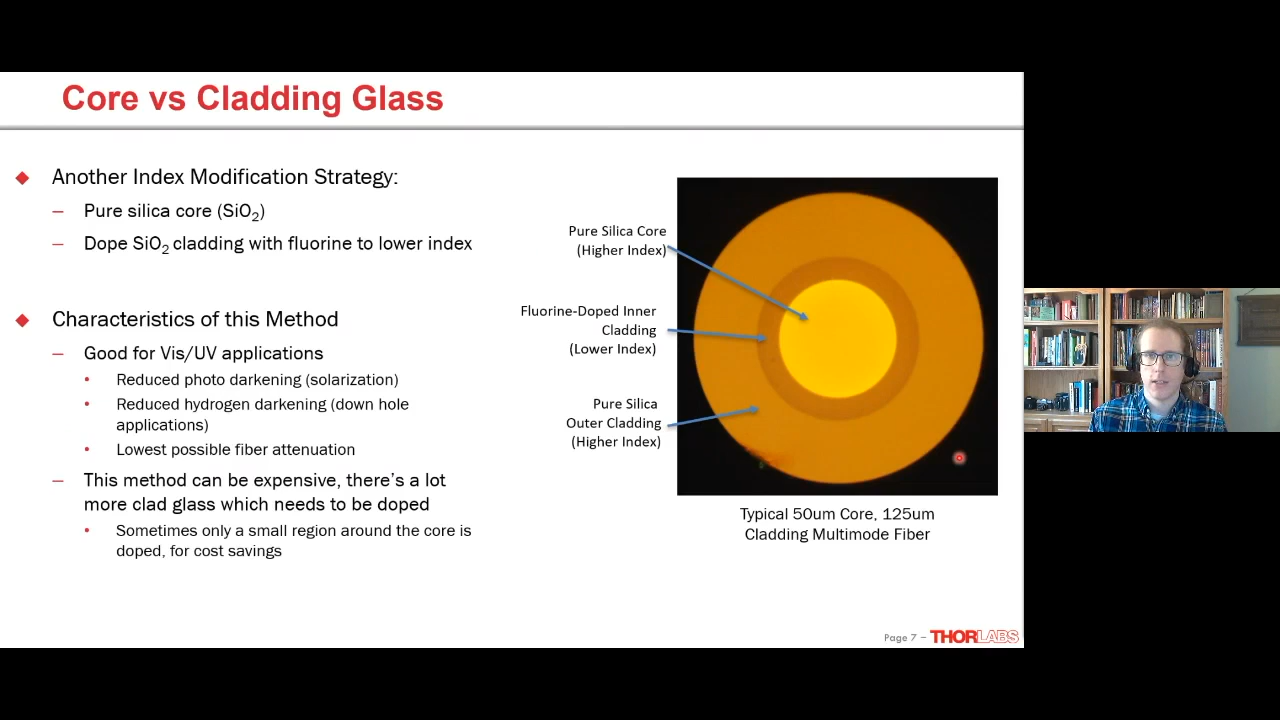 Core vs Cladding Glass
Another Index Modification Strategy:
– Pure silica core (SiO₂)
– Dope SiO₂ cladding with fluorine to lower index
Characteristics of this Method
– Good for Vis/UV applications
• Reduced photo darkening (solarization)
• Reduced hydrogen darkening (down hole
applications)
• Lowest possible fiber attenuation
– This method can be expensive, there's a lot
more clad glass which needs to be doped
• Sometimes only a small region around the core is
doped, for cost savings
Pure Silica Core
(Higher Index)
Fluorine-Doped Inner
Cladding
(Lower Index)
Pure Silica
Outer Cladding
(Higher Index)
Typical 50um Core, 125um
Cladding Multimode Fiber
Page 7 – THORLABS